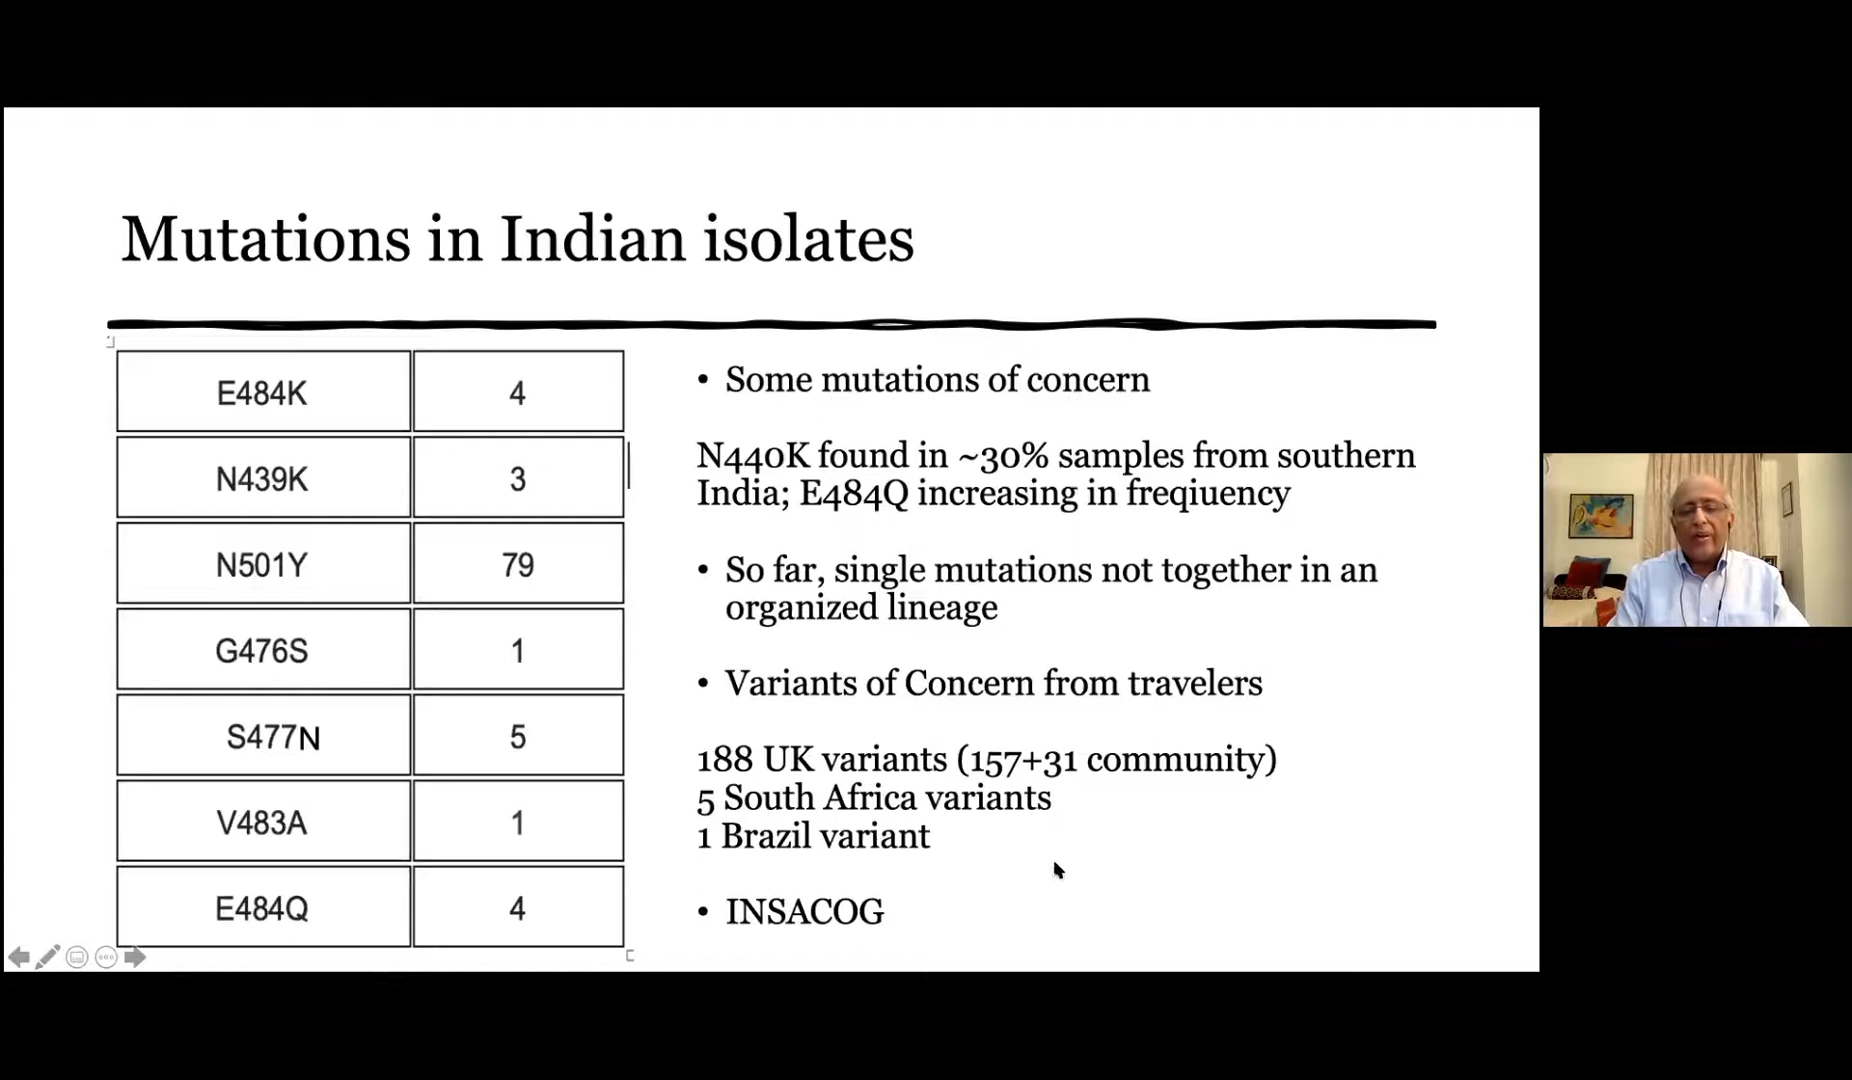 Mutations in Indian isolates
E484K 4
N439K 3
N501Y 79
G476S 1
S477N 5
V483A 1
E484Q 4
• Some mutations of concern
N440K found in ~30% samples from southern
India; E484Q increasing in freqiuency
• So far, single mutations not together in an
organized lineage
• Variants of Concern from travelers
188 UK variants (157+31 community)
5 South Africa variants
1 Brazil variant
• INSACOG